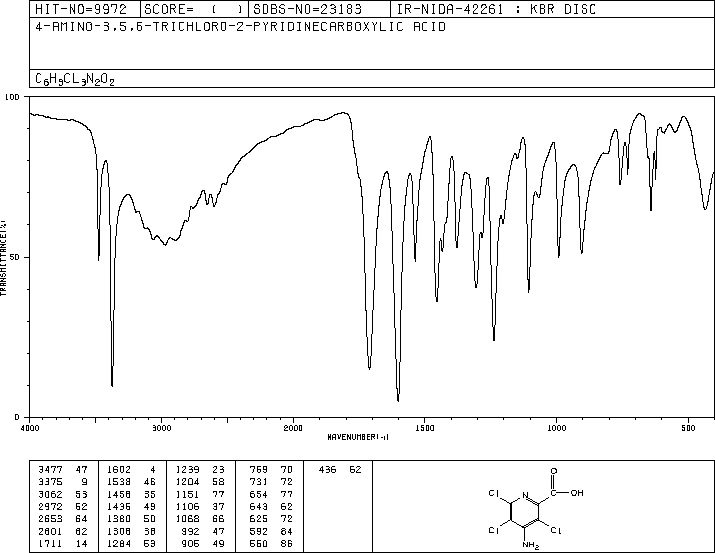 HIT-NO=9972 SCORE= ( ) SDBS-NO=23183 IR-NIDA-42261 : KBR DISC
4-AMINO-3,5,6-TRICHLORO-2-PYRIDINECARBOXYLIC ACID
C6H3CL3N2O2
100
50
0
TRANSMITTANCE(%)
4000 3000 2000 1500 1000 500
WAVENUMBER(-1)
3477 47 1602 4 1239 23 769 70 436 62
3375 9 1538 46 1204 58 731 72
3062 53 1458 35 1151 77 654 77
2972 52 1436 49 1106 37 643 62
2653 64 1380 50 1068 66 625 72
2601 62 1308 38 992 47 592 84
1711 14 1284 53 905 49 550 86
O
Cl N OH
Cl Cl
NH2